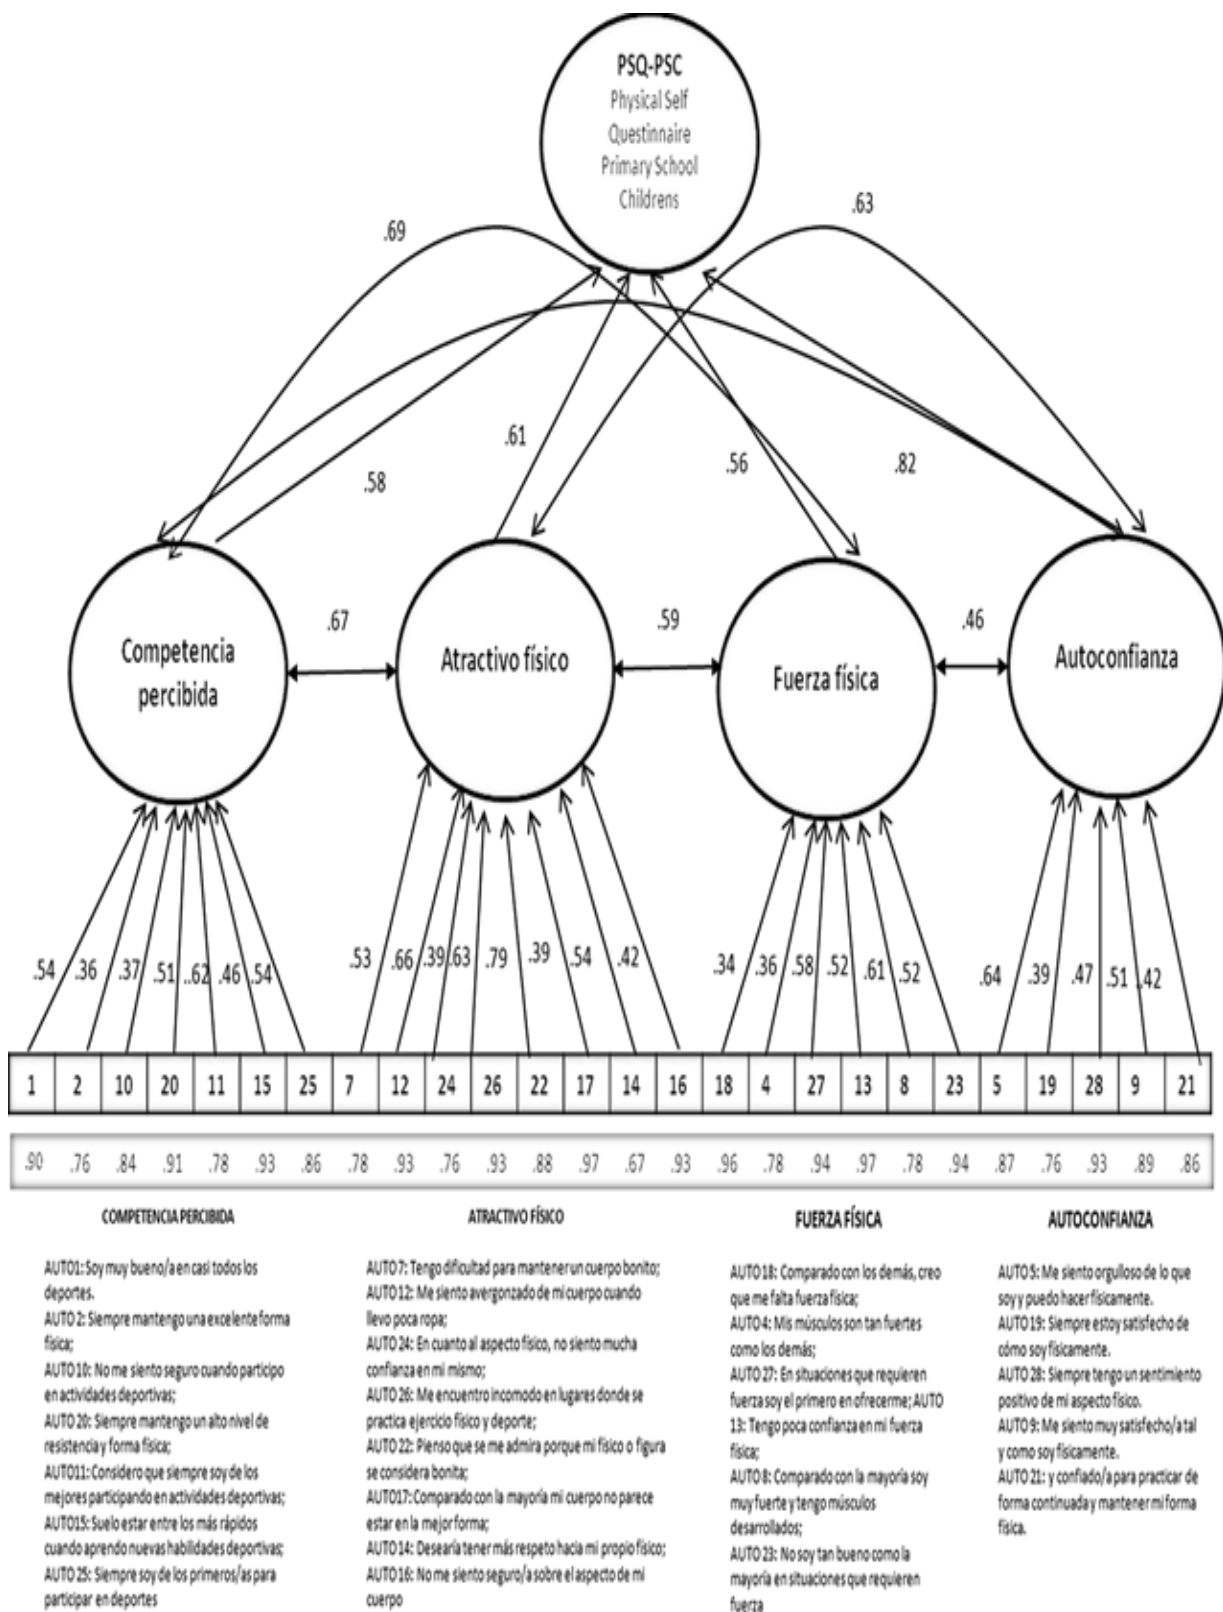 PSQ-PSC
Physical Self
Questinnaire
Primary School
Childrens
.69
.63
.61
.58
.56
.82
.67
.59
.46
Competencia
percibida
Atractivo físico
Fuerza física
Autoconfianza
.54 .36 .37 .51 ..62 .46 .54 .53 .66 .39 .63 .79 .39 .54 .42 .34 .36 .58 .52 .61 .52 .64 .39 .47 .51 .42
1 2 10 20 11 15 25 7 12 24 26 22 17 14 16 18 4 27 13 8 23 5 19 28 9 21
.90 .76 .84 .91 .78 .93 .86 .78 .93 .76 .93 .88 .97 .67 .93 .96 .78 .94 .97 .78 .94 .87 .76 .93 .89 .86
COMPETENCIA PERCIBIDA
AUTO1: Soy muy bueno/a en casi todos los
deportes.
AUTO 2: Siempre mantengo una excelente forma
física;
AUTO10: No me siento seguro cuando participo
en actividades deportivas;
AUTO 20: Siempre mantengo un alto nivel de
resistencia y forma física;
AUTO11: Considero que siempre soy de los
mejores participando en actividades deportivas;
AUTO15: Suelo estar entre los más rápidos
cuando aprendo nuevas habilidades deportivas;
AUTO 25: Siempre soy de los primeros/as para
participar en deportes
ATRACTIVO FÍSICO
AUTO 7: Tengo dificultad para mantener un cuerpo bonito;
AUTO 12: Me siento avergonzado de mi cuerpo cuando
llevo poca ropa;
AUTO 24: En cuanto al aspecto físico, no siento mucha
confianza en mi mismo;
AUTO 26: Me encuentro incomodo en lugares donde se
practica ejercicio físico y deporte;
AUTO 22: Pienso que se me admira porque mi físico o figura
se considera bonita;
AUTO17: Comparado con la mayoría mi cuerpo no parece
estar en la mejor forma;
AUTO 14: Desearía tener más respeto hacia mi propio físico;
AUTO 16: No me siento seguro/a sobre el aspecto de mi
cuerpo
FUERZA FÍSICA
AUTO 18: Comparado con los demás, creo
que me falta fuerza física;
AUTO 4: Mis músculos son tan fuertes
como los demás;
AUTO 27: En situaciones que requieren
fuerza soy el primero en ofrecerme; AUTO
13: Tengo poca confianza en mi fuerza
física;
AUTO 8: Comparado con la mayoría soy
muy fuerte y tengo músculos
desarrollados;
AUTO 23: No soy tan bueno como la
mayoría en situaciones que requieren
fuerza
AUTOCONFIANZA
AUTO 5: Me siento orgulloso de lo que
soy y puedo hacer físicamente.
AUTO 19: Siempre estoy satisfecho de
cómo soy físicamente.
AUTO 28: Siempre tengo un sentimiento
positivo de mi aspecto físico.
AUTO 9: Me siento muy satisfecho/a tal
y como soy físicamente.
AUTO 21: y confiado/a para practicar de
forma continuada y mantener mi forma
física.